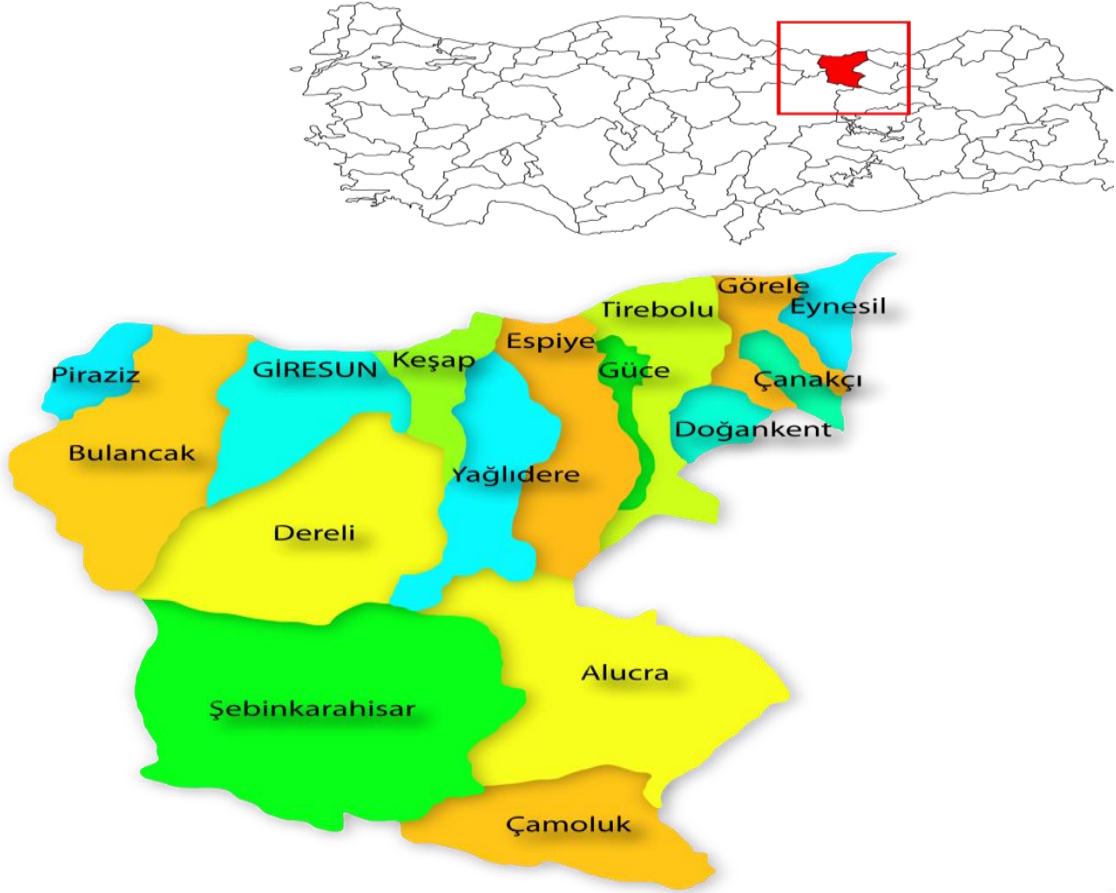 Görele
Eynesil
Tirebolu
Espiye
Keşap
GİRESUN
Piraziz
Güce
Çanakçı
Doğankent
Bulancak
Yağlıdere
Dereli
Alucra
Şebinkarahisar
Çamoluk